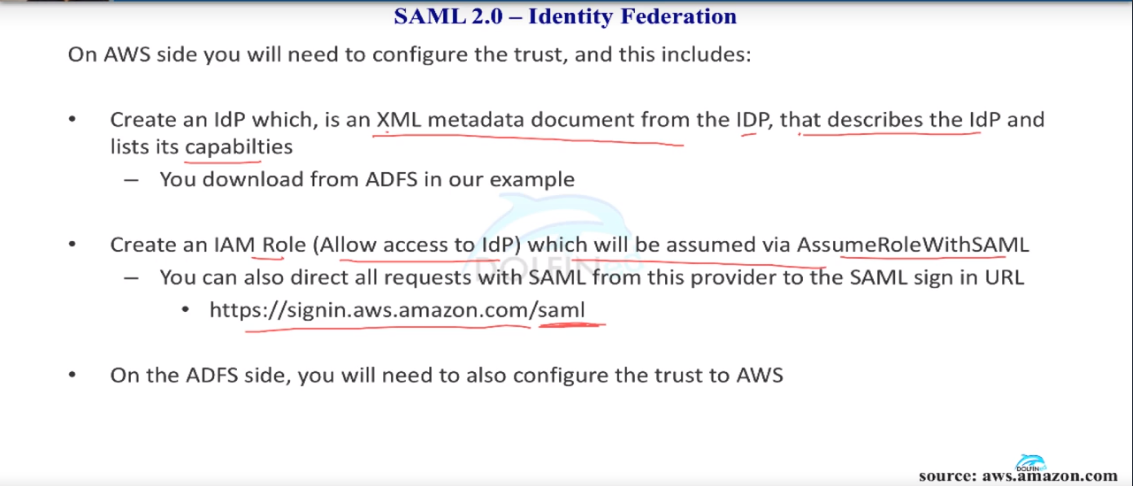 SAML 2.0 – Identity Federation
On AWS side you will need to configure the trust, and this includes:
• Create an IdP which, is an XML metadata document from the IDP, that describes the IdP and
lists its capabilties
– You download from ADFS in our example
• Create an IAM Role (Allow access to IdP) which will be assumed via AssumeRoleWithSAML
– You can also direct all requests with SAML from this provider to the SAML sign in URL
• https://signin.aws.amazon.com/saml
• On the ADFS side, you will need to also configure the trust to AWS
DOLFIN
source: aws.amazon.com